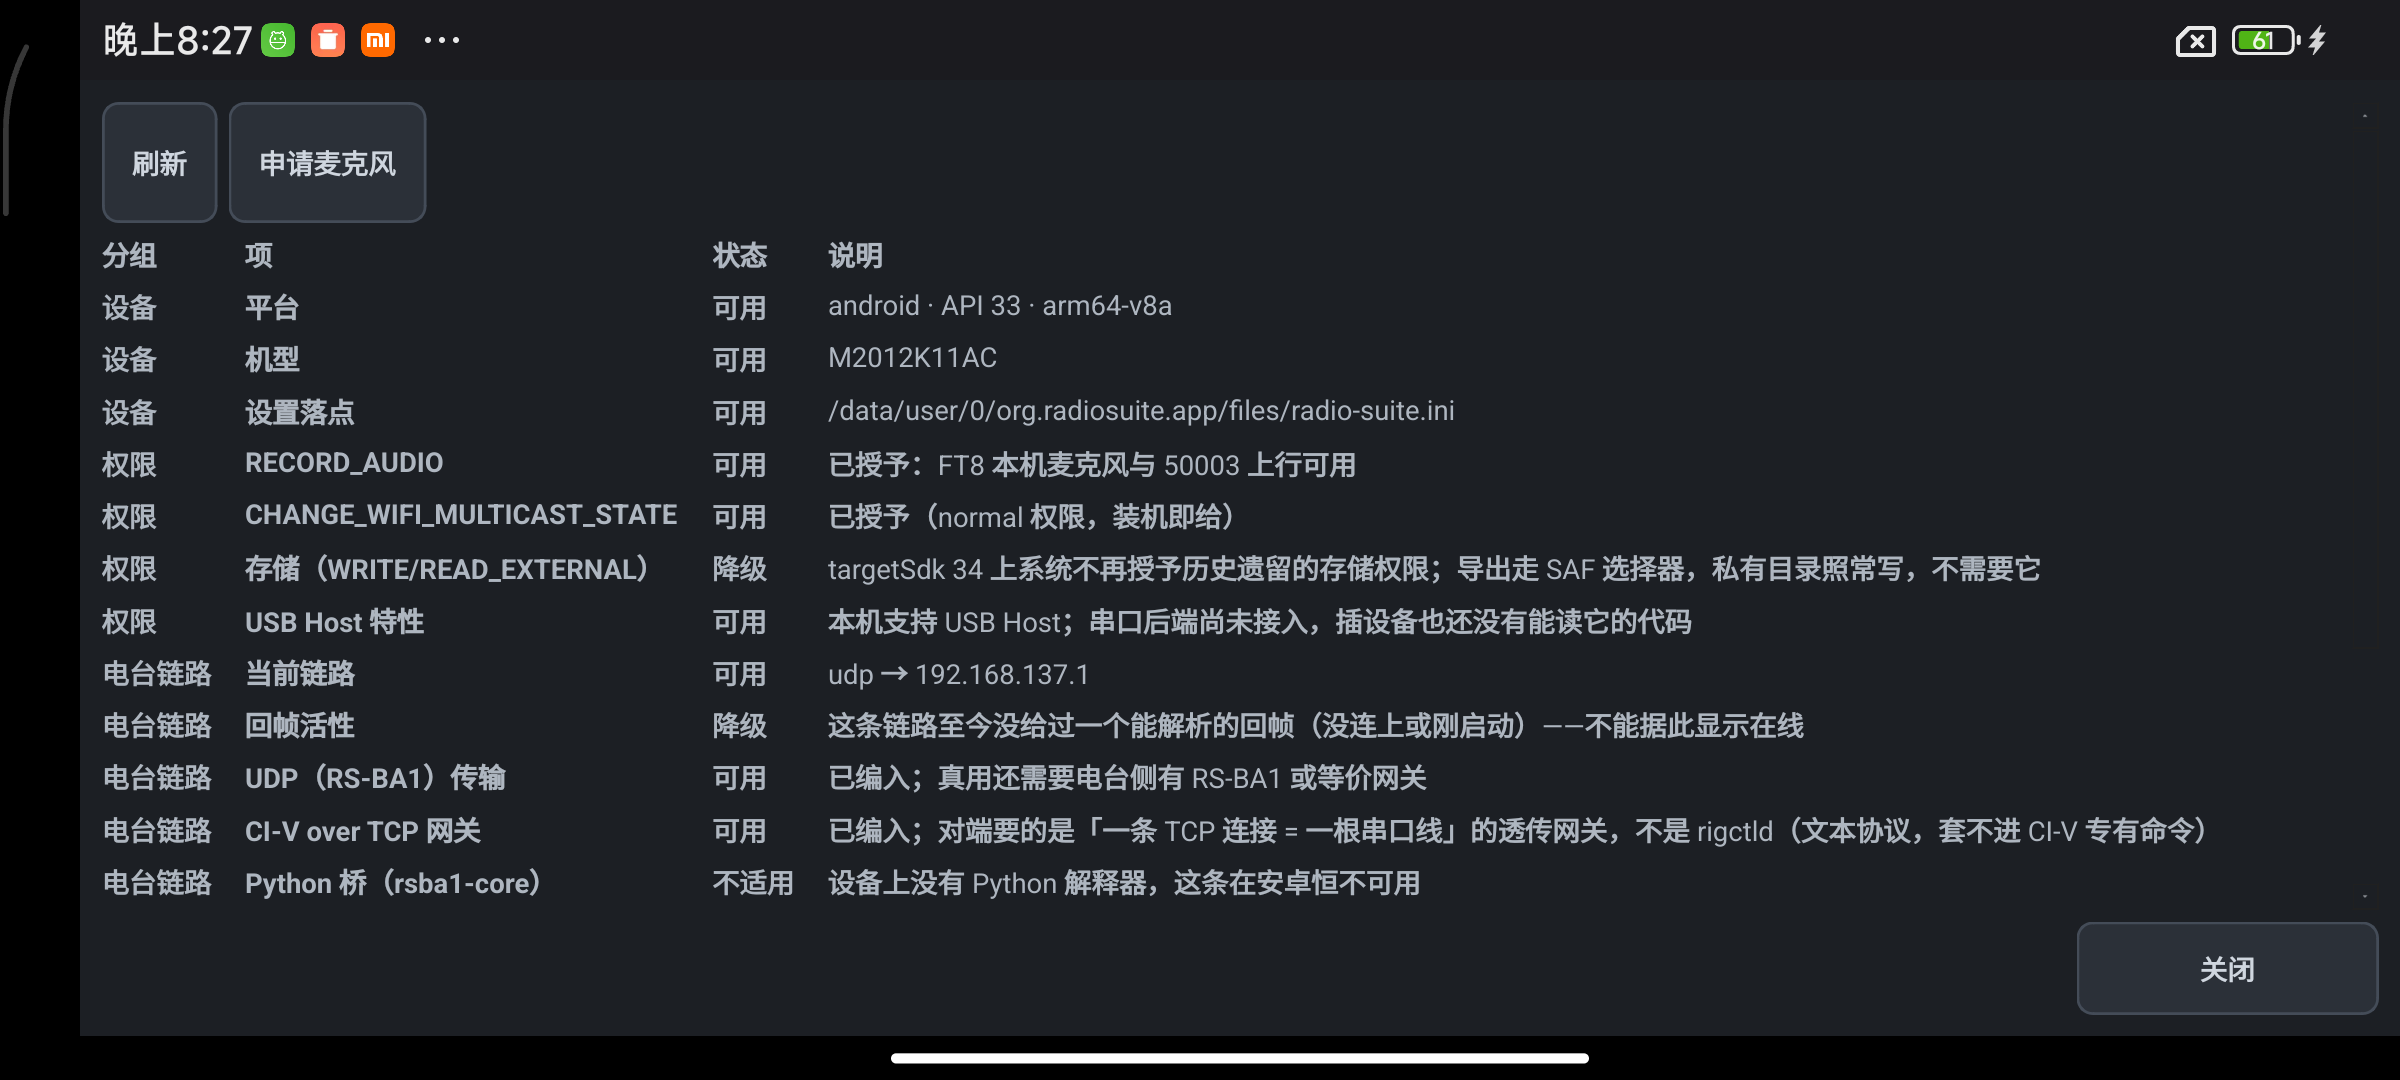 晚上8:27
61
刷新 申请麦克风
分组 项 状态 说明
设备 平台 可用 android · API 33 · arm64-v8a
设备 机型 可用 M2012K11AC
设备 设置落点 可用 /data/user/0/org.radiosuite.app/files/radio-suite.ini
权限 RECORD_AUDIO 可用 已授予：FT8 本机麦克风与 50003 上行可用
权限 CHANGE_WIFI_MULTICAST_STATE 可用 已授予（normal 权限，装机即给）
权限 存储（WRITE/READ_EXTERNAL） 降级 targetSdk 34 上系统不再授予历史遗留的存储权限；导出走 SAF 选择器，私有目录照常写，不需要它
权限 USB Host 特性 可用 本机支持 USB Host；串口后端尚未接入，插设备也还没有能读它的代码
电台链路 当前链路 可用 udp → 192.168.137.1
电台链路 回帧活性 降级 这条链路至今没给过一个能解析的回帧（没连上或刚启动）——不能据此显示在线
电台链路 UDP（RS-BA1）传输 可用 已编入；真用还需要电台侧有 RS-BA1 或等价网关
电台链路 CI-V over TCP 网关 可用 已编入；对端要的是「一条 TCP 连接 = 一根串口线」的透传网关，不是 rigctld（文本协议，套不进 CI-V 专有命令）
电台链路 Python 桥（rsba1-core） 不适用 设备上没有 Python 解释器，这条在安卓恒不可用
关闭